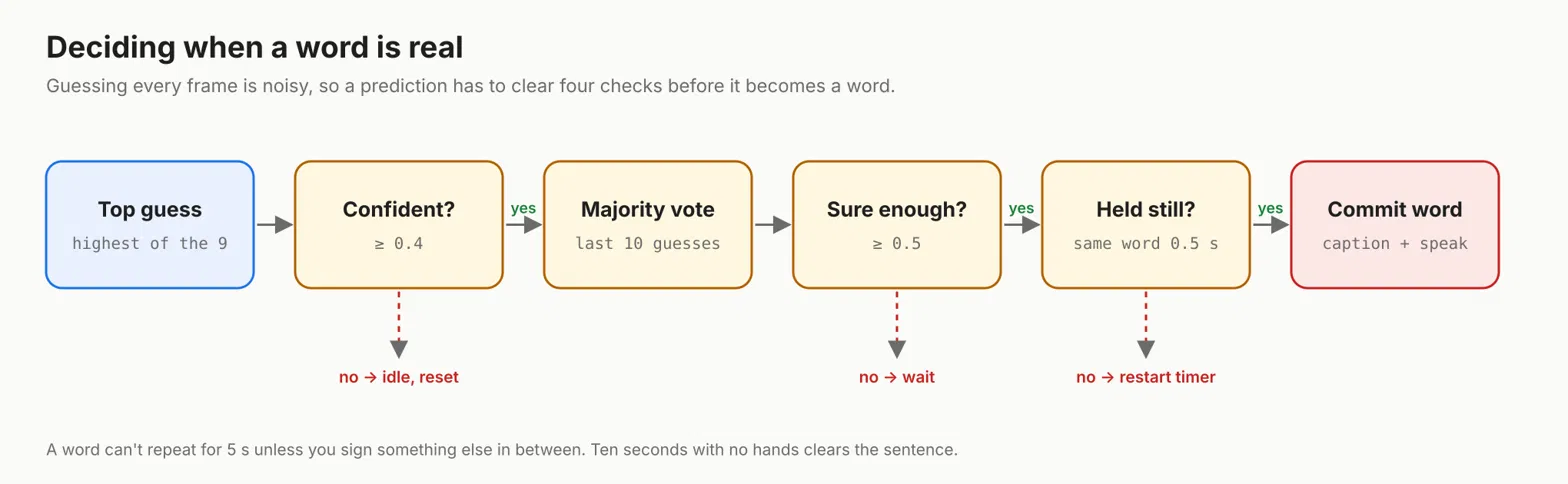 Deciding when a word is real
Guessing every frame is noisy, so a prediction has to clear four checks before it becomes a word.
Top guess
highest of the 9
Confident?
≥ 0.4
yes
Majority vote
last 10 guesses
Sure enough?
≥ 0.5
yes
Held still?
same word 0.5 s
yes
Commit word
caption + speak
no → idle, reset
no → wait
no → restart timer
A word can't repeat for 5 s unless you sign something else in between. Ten seconds with no hands clears the sentence.